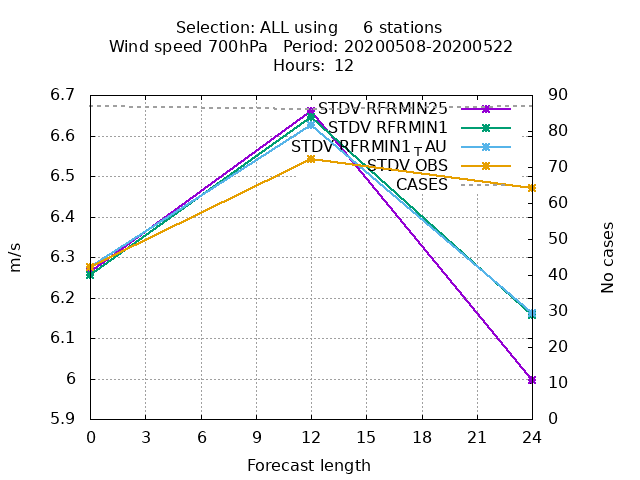 Selection: ALL using     6 stations
Wind speed 700hPa   Period: 20200508-20200522
Hours:  12
6.7
6.6
6.5
6.4
6.3
6.2
6.1
6
5.9
m/s
STDV RFRMIN25
STDV RFRMIN1
STDV RFRMIN1_TAU
STDV OBS
CASES
90
80
70
60
50
40
30
20
10
0
No cases
0 3 6 9 12 15 18 21 24
Forecast length